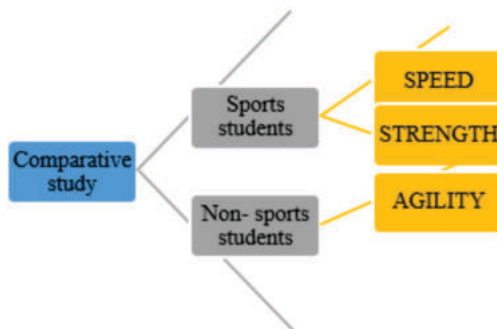 Comparative
study
Sports
students
Non- sports
students
SPEED
STRENGTH
AGILITY